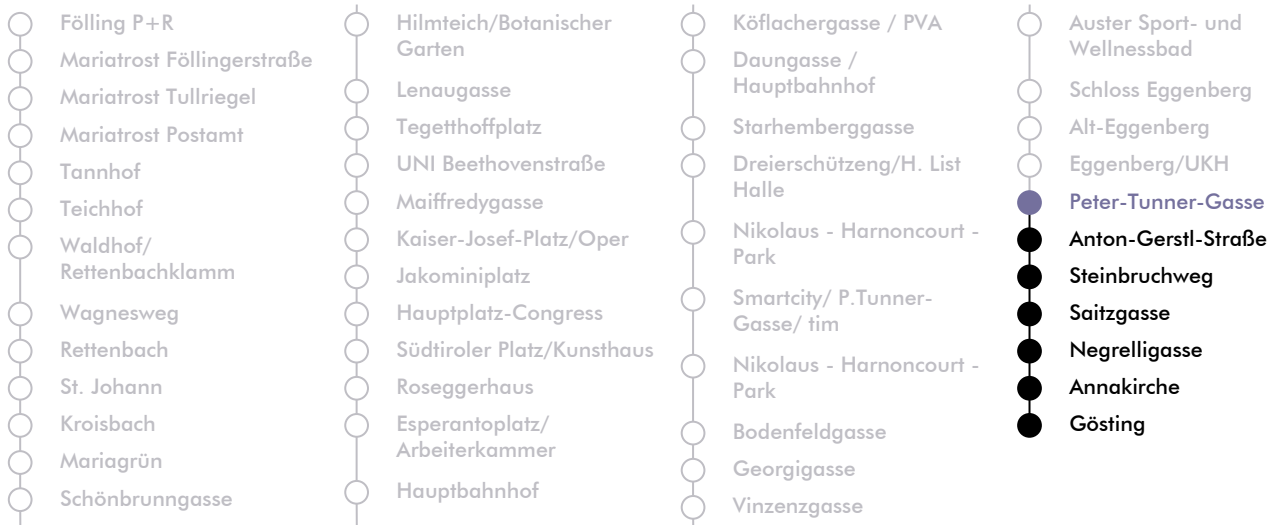 Fölling P+R
Mariatrost Föllingerstraße
Mariatrost Tullriegel
Mariatrost Postamt
Tannhof
Teichhof
Waldhof/
Rettenbachklamm
Wagnesweg
Rettenbach
St. Johann
Kroisbach
Mariagrün
Schönbrunngasse
Hilmteich/Botanischer
Garten
Lenaugasse
Tegetthoffplatz
UNI Beethovenstraße
Maiffredygasse
Kaiser-Josef-Platz/Oper
Jakominiplatz
Hauptplatz-Congress
Südtiroler Platz/Kunsthaus
Roseggerhaus
Esperantoplatz/
Arbeiterkammer
Hauptbahnhof
Köflachergasse / PVA
Daungasse /
Hauptbahnhof
Starhemberggasse
Dreierschützeng/H. List
Halle
Nikolaus - Harnoncourt -
Park
Smartcity/ P.Tunner-
Gasse/ tim
Nikolaus - Harnoncourt -
Park
Bodenfeldgasse
Georgigasse
Vinzenzgasse
Auster Sport- und
Wellnessbad
Schloss Eggenberg
Alt-Eggenberg
Eggenberg/UKH
Peter-Tunner-Gasse
Anton-Gerstl-Straße
Steinbruchweg
Saitzgasse
Negrelligasse
Annakirche
Gösting